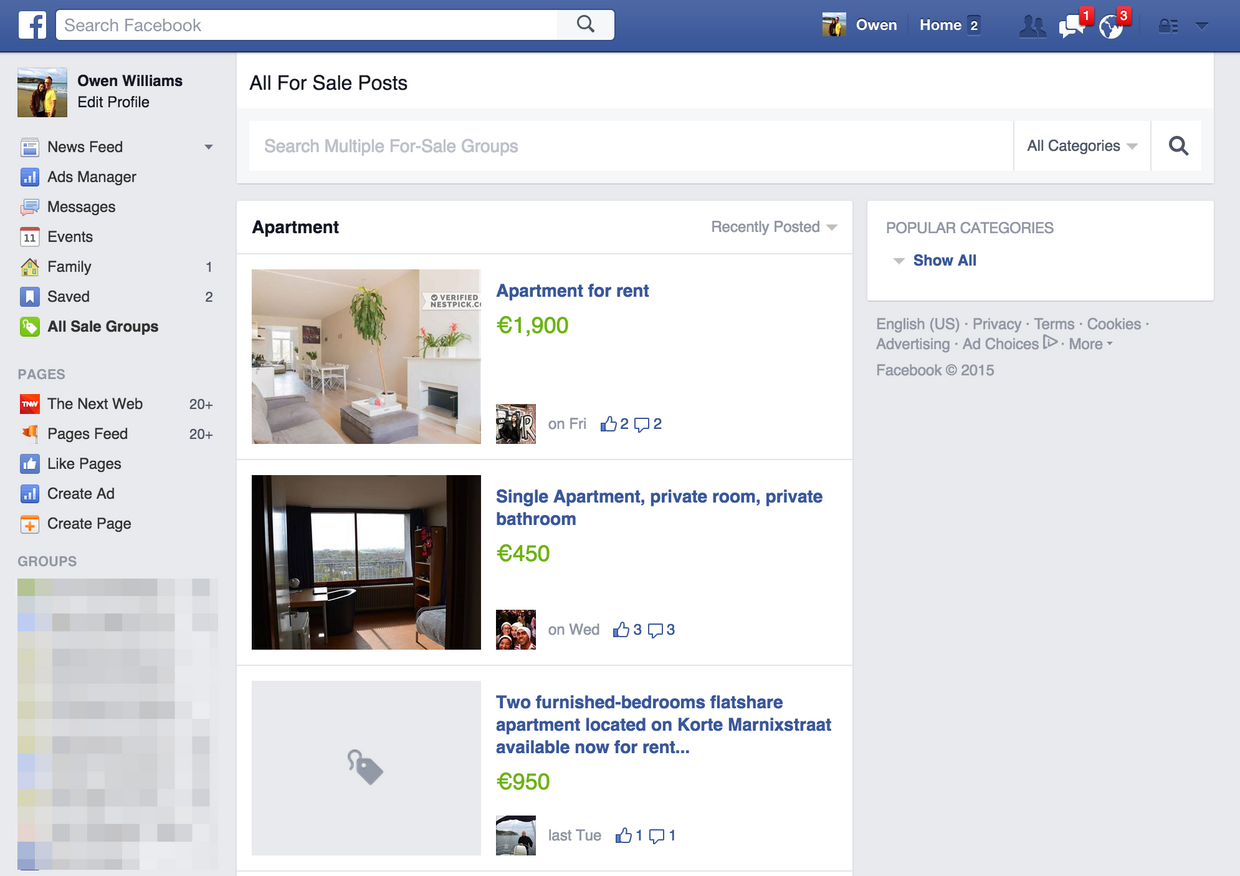 Search Facebook
Owen
Home 2
1
3
Owen Williams
Edit Profile
News Feed
Ads Manager
Messages
11 Events
Family 1
Saved 2
All Sale Groups
PAGES
TNW The Next Web 20+
Pages Feed 20+
Like Pages
Create Ad
Create Page
GROUPS
All For Sale Posts
Search Multiple For-Sale Groups
All Categories
Apartment
Recently Posted
VERIFIED
NESTPICK.C
Apartment for rent
€1,900
on Fri 2 2
Single Apartment, private room, private
bathroom
€450
on Wed 3 3
Two furnished-bedrooms flatshare
apartment located on Korte Marnixstraat
available now for rent...
€950
last Tue 1 1
POPULAR CATEGORIES
Show All
English (US) · Privacy · Terms · Cookies ·
Advertising · Ad Choices · More
Facebook © 2015